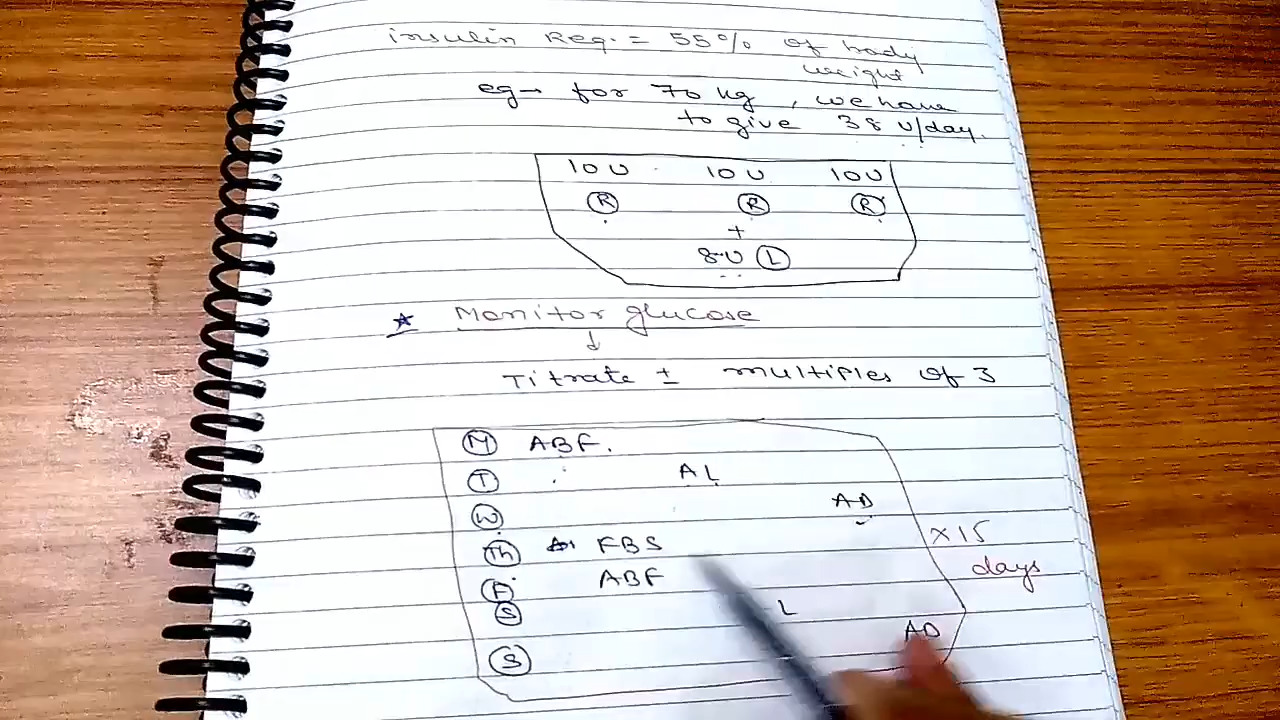 insulin Req. = 55% of body
weight
eg→ for 70 kg, we have
to give 38 U/day.
10 U 10 U 10 U
R R R
+
8 U L
★ Monitor glucose
↓
Titrate ± multiples of 3
M ABF.
T AL
W AD
Th FBS
F ABF
S L
S AD
x 15
days